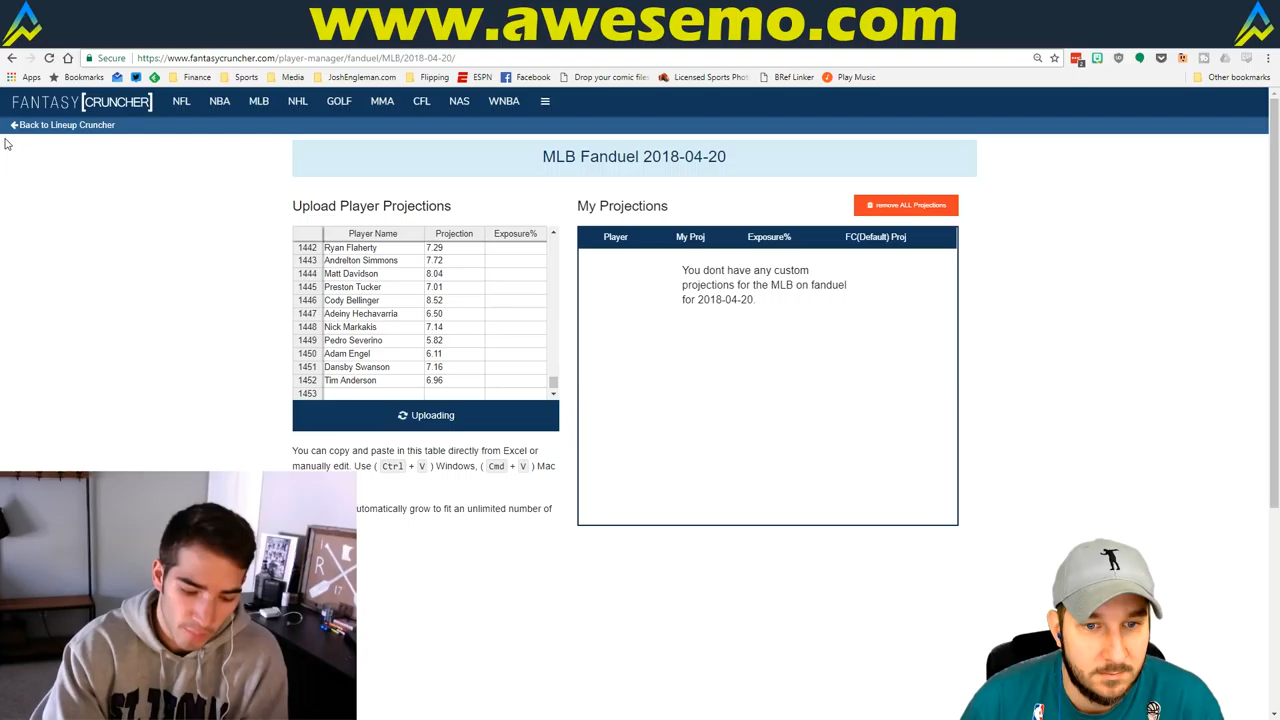 www.awesemo.com
Secure https://www.fantasycruncher.com/player-manager/fanduel/MLB/2018-04-20/
Apps Bookmarks Finance Sports Media JoshEngleman.com Flipping ESPN Facebook Drop your comic files Licensed Sports Pho BRef Linker Play Music Other bookmarks
FANTASY[CRUNCHER] NFL NBA MLB NHL GOLF MMA CFL NAS WNBA
Back to Lineup Cruncher
MLB Fanduel 2018-04-20
Upload Player Projections
My Projections
remove ALL Projections
Player Name Projection Exposure%
1442 Ryan Flaherty 7.29
1443 Andrelton Simmons 7.72
1444 Matt Davidson 8.04
1445 Preston Tucker 7.01
1446 Cody Bellinger 8.52
1447 Adeiny Hechavarria 6.50
1448 Nick Markakis 7.14
1449 Pedro Severino 5.82
1450 Adam Engel 6.11
1451 Dansby Swanson 7.16
1452 Tim Anderson 6.96
1453
Uploading
Player My Proj Exposure% FC(Default) Proj
You dont have any custom
projections for the MLB on fanduel
for 2018-04-20.
You can copy and paste in this table directly from Excel or
manually edit. Use ( Ctrl + V ) Windows, ( Cmd + V ) Mac
utomatically grow to fit an unlimited number of
I R
17
ST. THOMAS